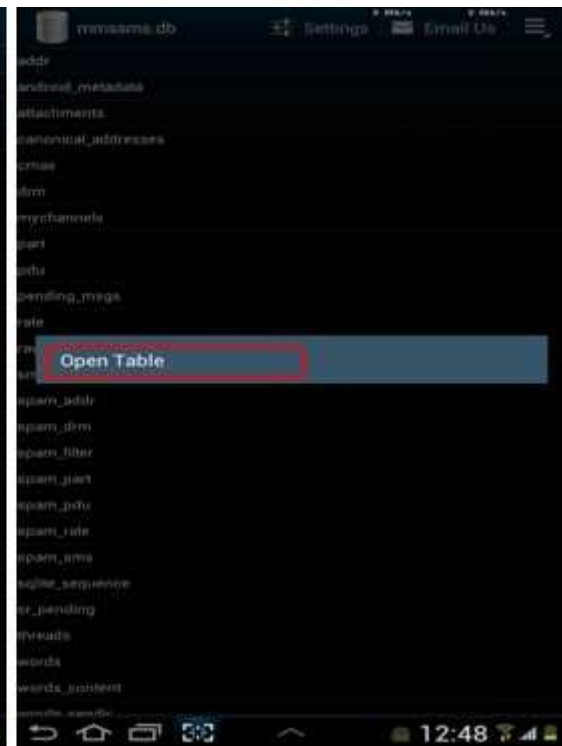 mmssms.db Settings Email Us
addr
android_metadata
attachments
canonical_addresses
cmas
drm
mychannels
part
pdu
pending_msgs
rate
Open Table
spam_addr
spam_drm
spam_filter
spam_part
spam_pdu
spam_rate
spam_sms
sqlite_sequence
sr_pending
threads
words
words_content
12:48